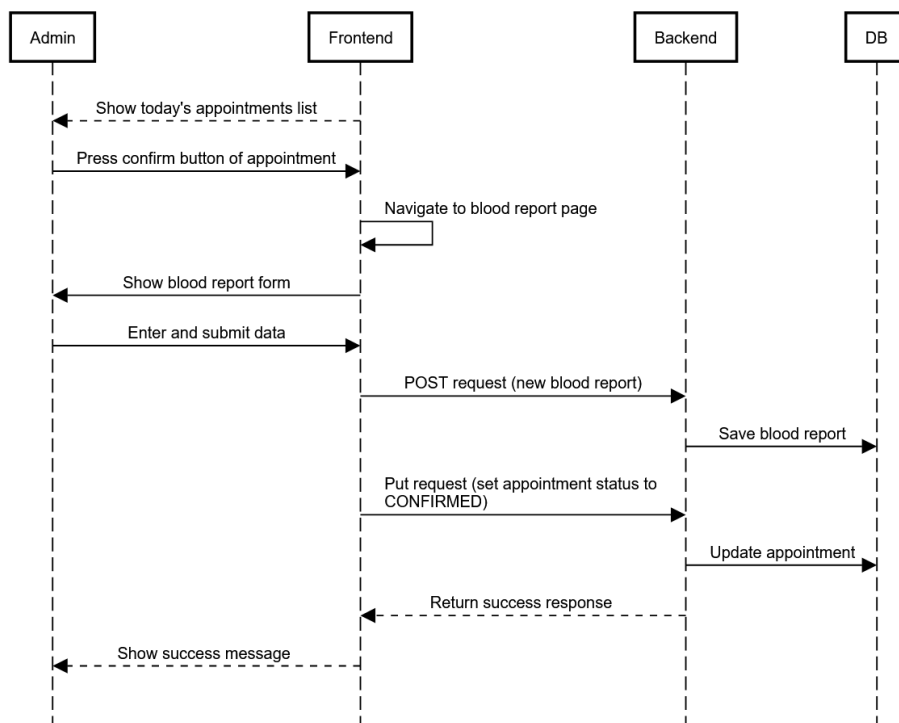 Admin
Frontend
Backend
DB
Show today's appointments list
Press confirm button of appointment
Navigate to blood report page
Show blood report form
Enter and submit data
POST request (new blood report)
Save blood report
Put request (set appointment status to
CONFIRMED)
Update appointment
Return success response
Show success message